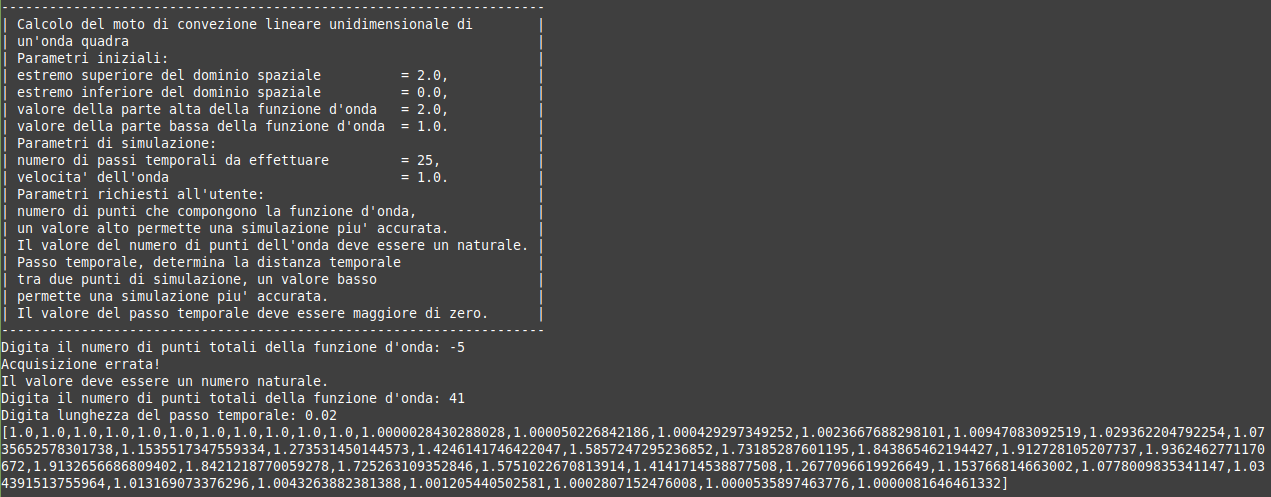 -------------------------------------------------------------------
| Calcolo del moto di convezione lineare unidimensionale di        |
| un'onda quadra                                                   |
| Parametri iniziali:                                              |
| estremo superiore del dominio spaziale          = 2.0,           |
| estremo inferiore del dominio spaziale          = 0.0,           |
| valore della parte alta della funzione d'onda   = 2.0,           |
| valore della parte bassa della funzione d'onda  = 1.0.           |
| Parametri di simulazione:                                        |
| numero di passi temporali da effettuare         = 25,            |
| velocita' dell'onda                             = 1.0.           |
| Parametri richiesti all'utente:                                  |
| numero di punti che compongono la funzione d'onda,               |
| un valore alto permette una simulazione piu' accurata.           |
| Il valore del numero di punti dell'onda deve essere un naturale. |
| Passo temporale, determina la distanza temporale                 |
| tra due punti di simulazione, un valore basso                    |
| permette una simulazione piu' accurata.                          |
| Il valore del passo temporale deve essere maggiore di zero.      |
-------------------------------------------------------------------
Digita il numero di punti totali della funzione d'onda: -5
Acquisizione errata!
Il valore deve essere un numero naturale.
Digita il numero di punti totali della funzione d'onda: 41
Digita lunghezza del passo temporale: 0.02
[1.0,1.0,1.0,1.0,1.0,1.0,1.0,1.0,1.0,1.0,1.0,1.0000028430288028,1.000050226842186,1.000429297349252,1.0023667688298101,1.00947083092519,1.029362204792254,1.07
35652578301738,1.1535517347559334,1.273531450144573,1.4246141746422047,1.5857247295236852,1.73185287601195,1.843865462194427,1.912728105207737,1.9362462771170
672,1.9132656686809402,1.8421218770059278,1.725263109352846,1.5751022670813914,1.4141714538877508,1.2677096619926649,1.153766814663002,1.0778009835341147,1.03
4391513755964,1.013169073376296,1.0043263882381388,1.001205440502581,1.0002807152476008,1.0000535897463776,1.0000081646461332]